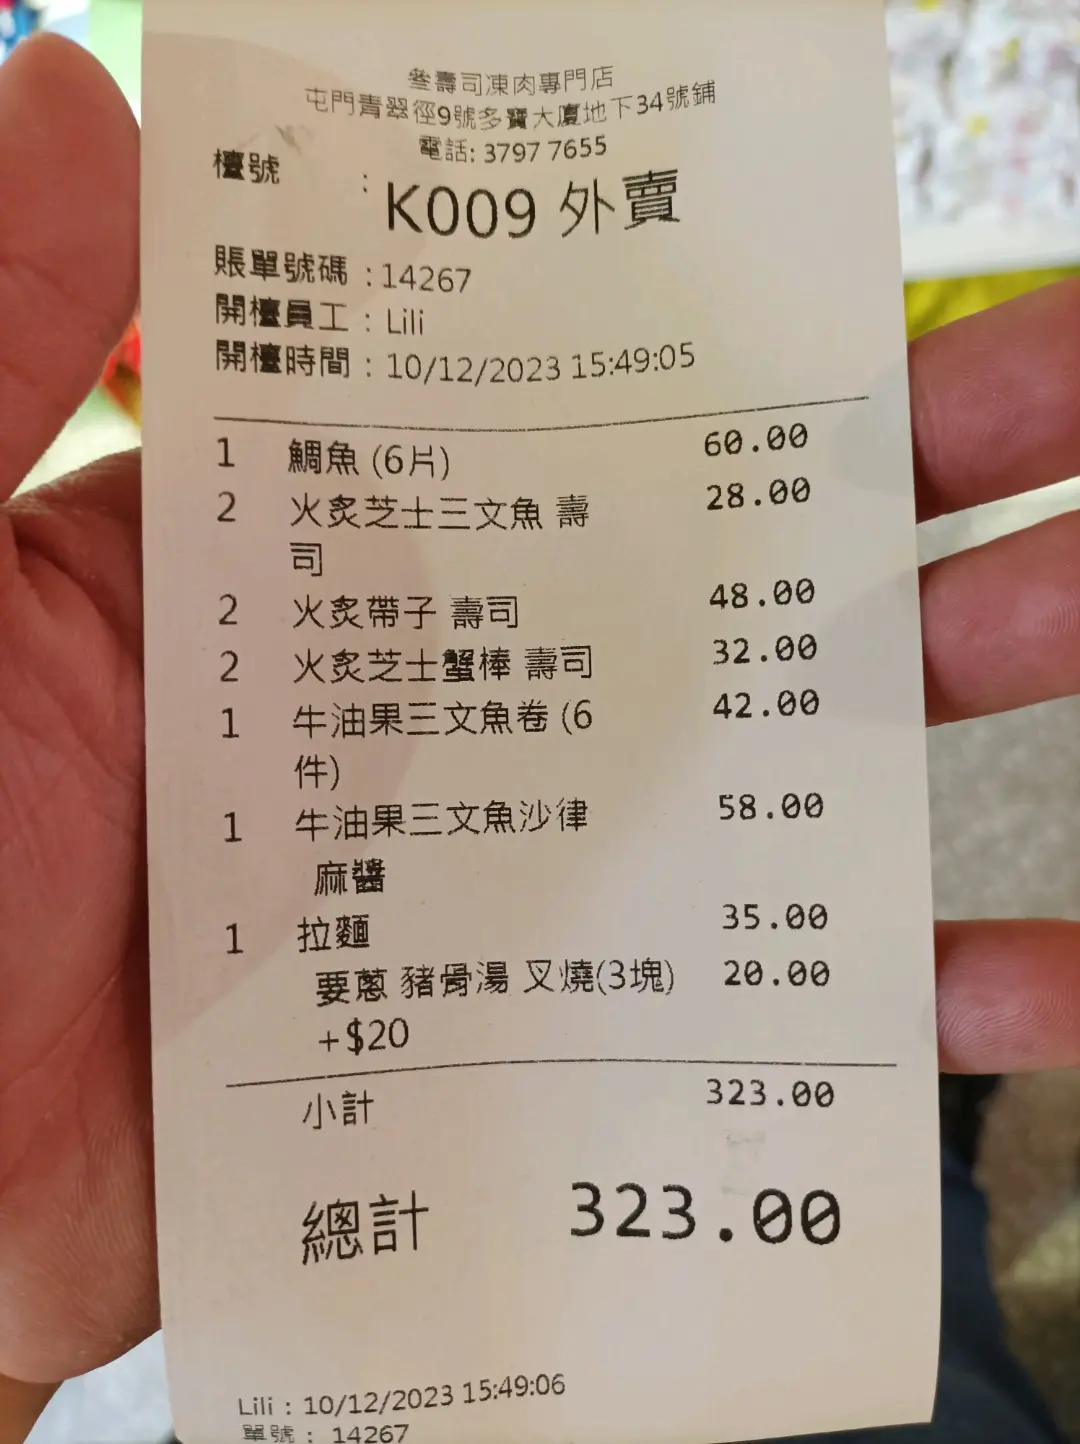 叁壽司凍肉專門店
屯門青翠徑9號多寶大廈地下34號鋪
電話: 3797 7655
檯號 : K009 外賣
賬單號碼 : 14267
開檯員工 : Lili
開檯時間 : 10/12/2023 15:49:05
1 鯛魚 (6片) 60.00
2 火炙芝士三文魚 壽 28.00
司
2 火炙帶子 壽司 48.00
2 火炙芝士蟹棒 壽司 32.00
1 牛油果三文魚卷 (6 42.00
件)
1 牛油果三文魚沙律 58.00
麻醬
1 拉麵 35.00
要蔥 豬骨湯 叉燒(3塊) 20.00
+$20
小計 323.00
總計 323.00
Lili : 10/12/2023 15:49:06
單號 : 14267